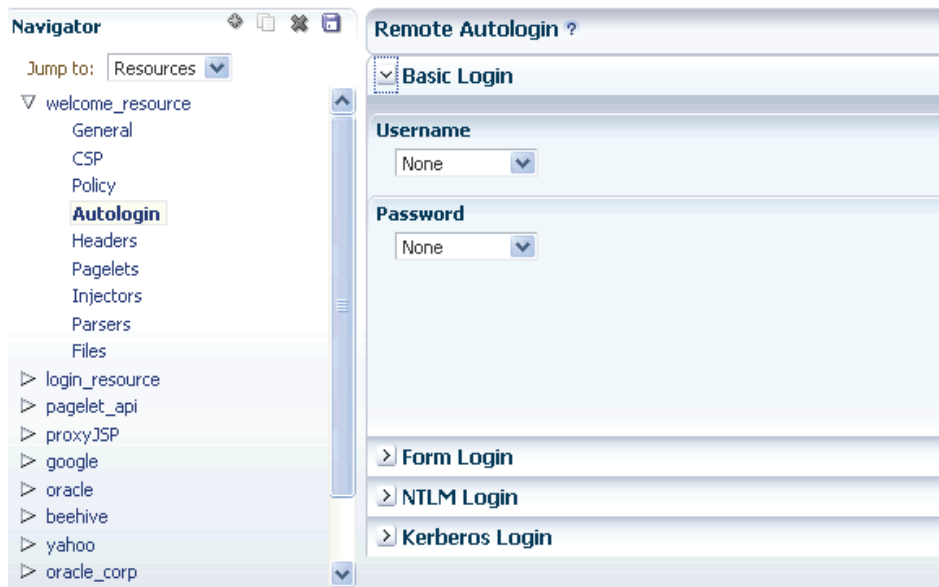 Navigator
Jump to: Resources
welcome_resource
General
CSP
Policy
Autologin
Headers
Pagelets
Injectors
Parsers
Files
login_resource
pagelet_api
proxyJSP
google
oracle
beehive
yahoo
oracle_corp
Remote Autologin ?
Basic Login
Username
None
Password
None
Form Login
NTLM Login
Kerberos Login